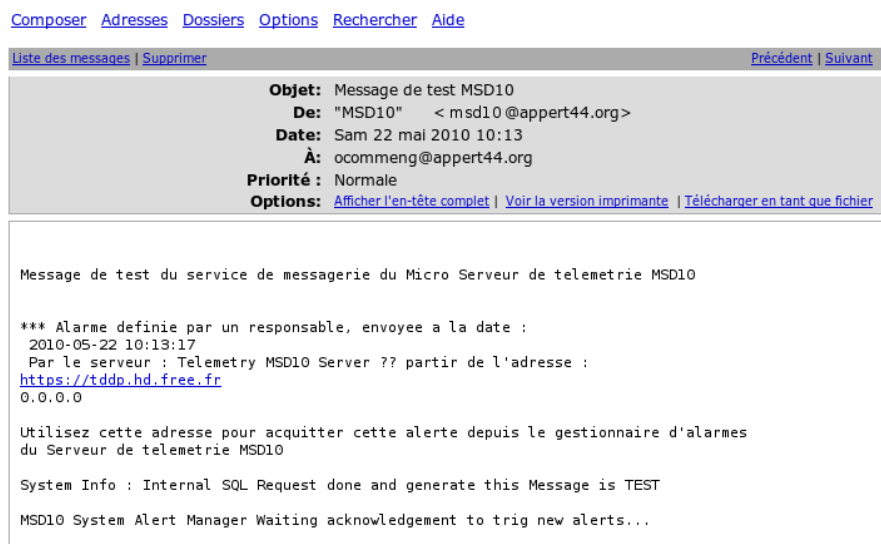 Composer Adresses Dossiers Options Rechercher Aide
Liste des messages | Supprimer Précédent | Suivant
Objet: Message de test MSD10
De: "MSD10" < msd10@appert44.org>
Date: Sam 22 mai 2010 10:13
À: ocommeng@appert44.org
Priorité : Normale
Options: Afficher l'en-tête complet | Voir la version imprimante | Télécharger en tant que fichier
Message de test du service de messagerie du Micro Serveur de telemetrie MSD10
*** Alarme definie par un responsable, envoyee a la date :
2010-05-22 10:13:17
Par le serveur : Telemetry MSD10 Server ?? partir de l'adresse :
https://tddp.hd.free.fr
0.0.0.0
Utilisez cette adresse pour acquitter cette alerte depuis le gestionnaire d'alarmes
du Serveur de telemetrie MSD10
System Info : Internal SQL Request done and generate this Message is TEST
MSD10 System Alert Manager Waiting acknowledgement to trig new alerts...